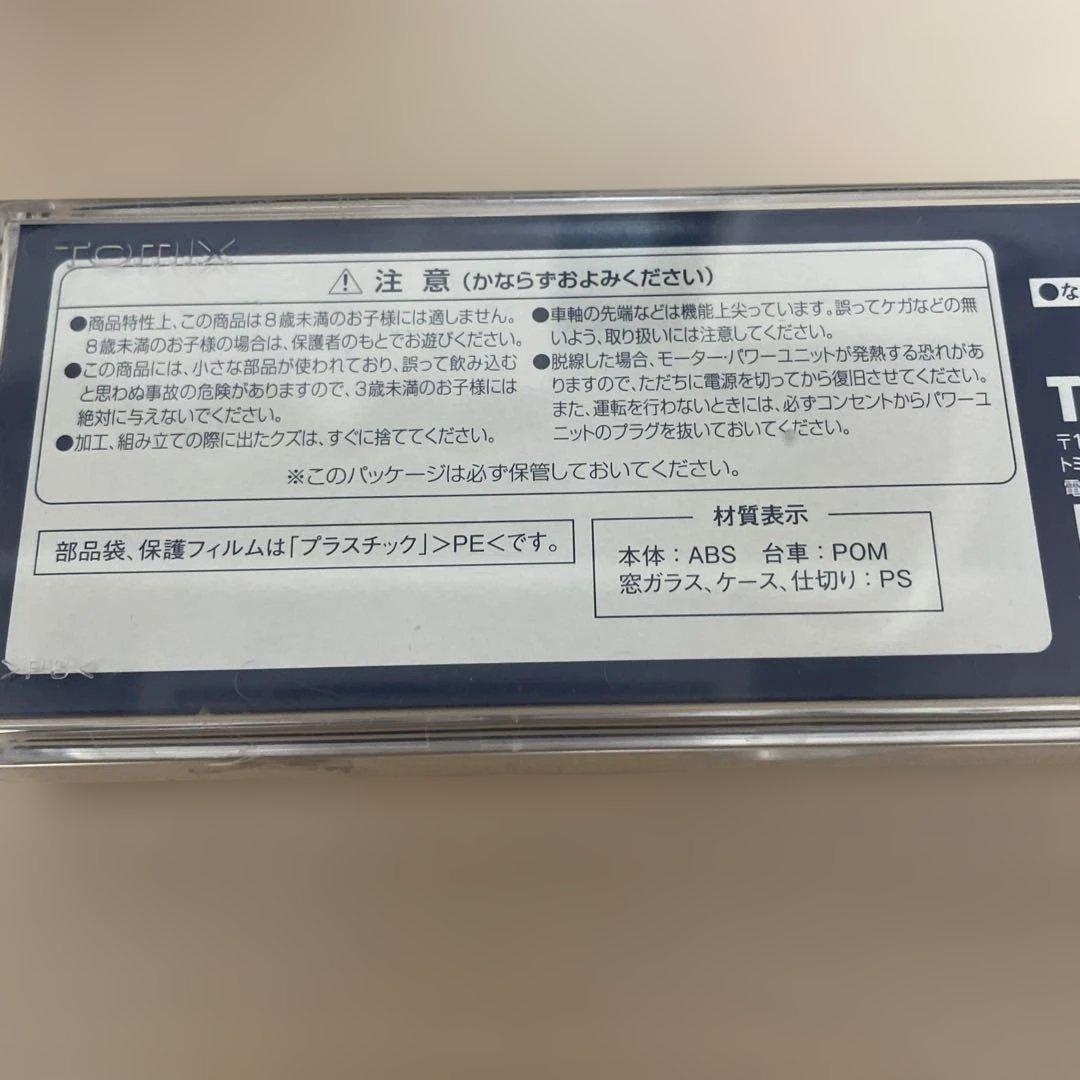 TOMIX
注 意 (かならずおよみください)
●商品特性上、この商品は8歳未満のお子様には適しません。
8歳未満のお子様の場合は、保護者のもとでお遊びください。
●この商品には、小さな部品が使われており、誤って飲み込む
と思わぬ事故の危険がありますので、3歳未満のお子様には
絶対に与えないでください。
●加工、組み立ての際に出たクズは、すぐに捨ててください。
●車軸の先端などは機能上尖っています。誤ってケガなどの無
いよう、取り扱いには注意してください。
●脱線した場合、モーター・パワーユニットが発熱する恐れがあ
りますので、ただちに電源を切ってから復旧させてください。
また、運転を行わないときには、必ずコンセントからパワーユ
ニットのプラグを抜いておいてください。
※このパッケージは必ず保管しておいてください。
部品袋、保護フィルムは「プラスチック」>PE<です。
材質表示
本体:ABS 台車:POM
窓ガラス、ケース、仕切り:PS
>PS<
●な
T
〒1
トミ
電